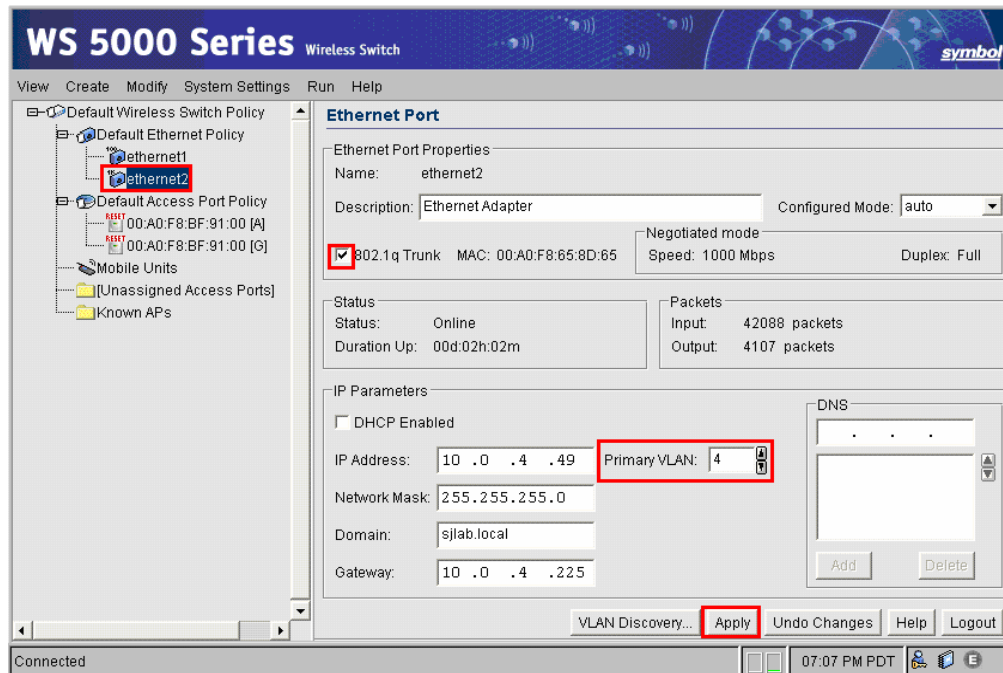 WS 5000 Series Wireless Switch
symbol
View Create Modify System Settings Run Help
Default Wireless Switch Policy
Default Ethernet Policy
ethernet1
ethernet2
Default Access Port Policy
RESET 00:A0:F8:BF:91:00 [A]
RESET 00:A0:F8:BF:91:00 [G]
Mobile Units
[Unassigned Access Ports]
Known APs
Ethernet Port
Ethernet Port Properties
Name: ethernet2
Description: Ethernet Adapter Configured Mode: auto
802.1q Trunk MAC: 00:A0:F8:65:8D:65
Negotiated mode
Speed: 1000 Mbps Duplex: Full
Status
Status: Online
Duration Up: 00d:02h:02m
Packets
Input: 42088 packets
Output: 4107 packets
IP Parameters
DHCP Enabled
IP Address: 10 .0 .4 .49 Primary VLAN: 4
Network Mask: 255.255.255.0
Domain: sjlab.local
Gateway: 10 .0 .4 .225
DNS
. . .
Add Delete
VLAN Discovery... Apply Undo Changes Help Logout
Connected 07:07 PM PDT E